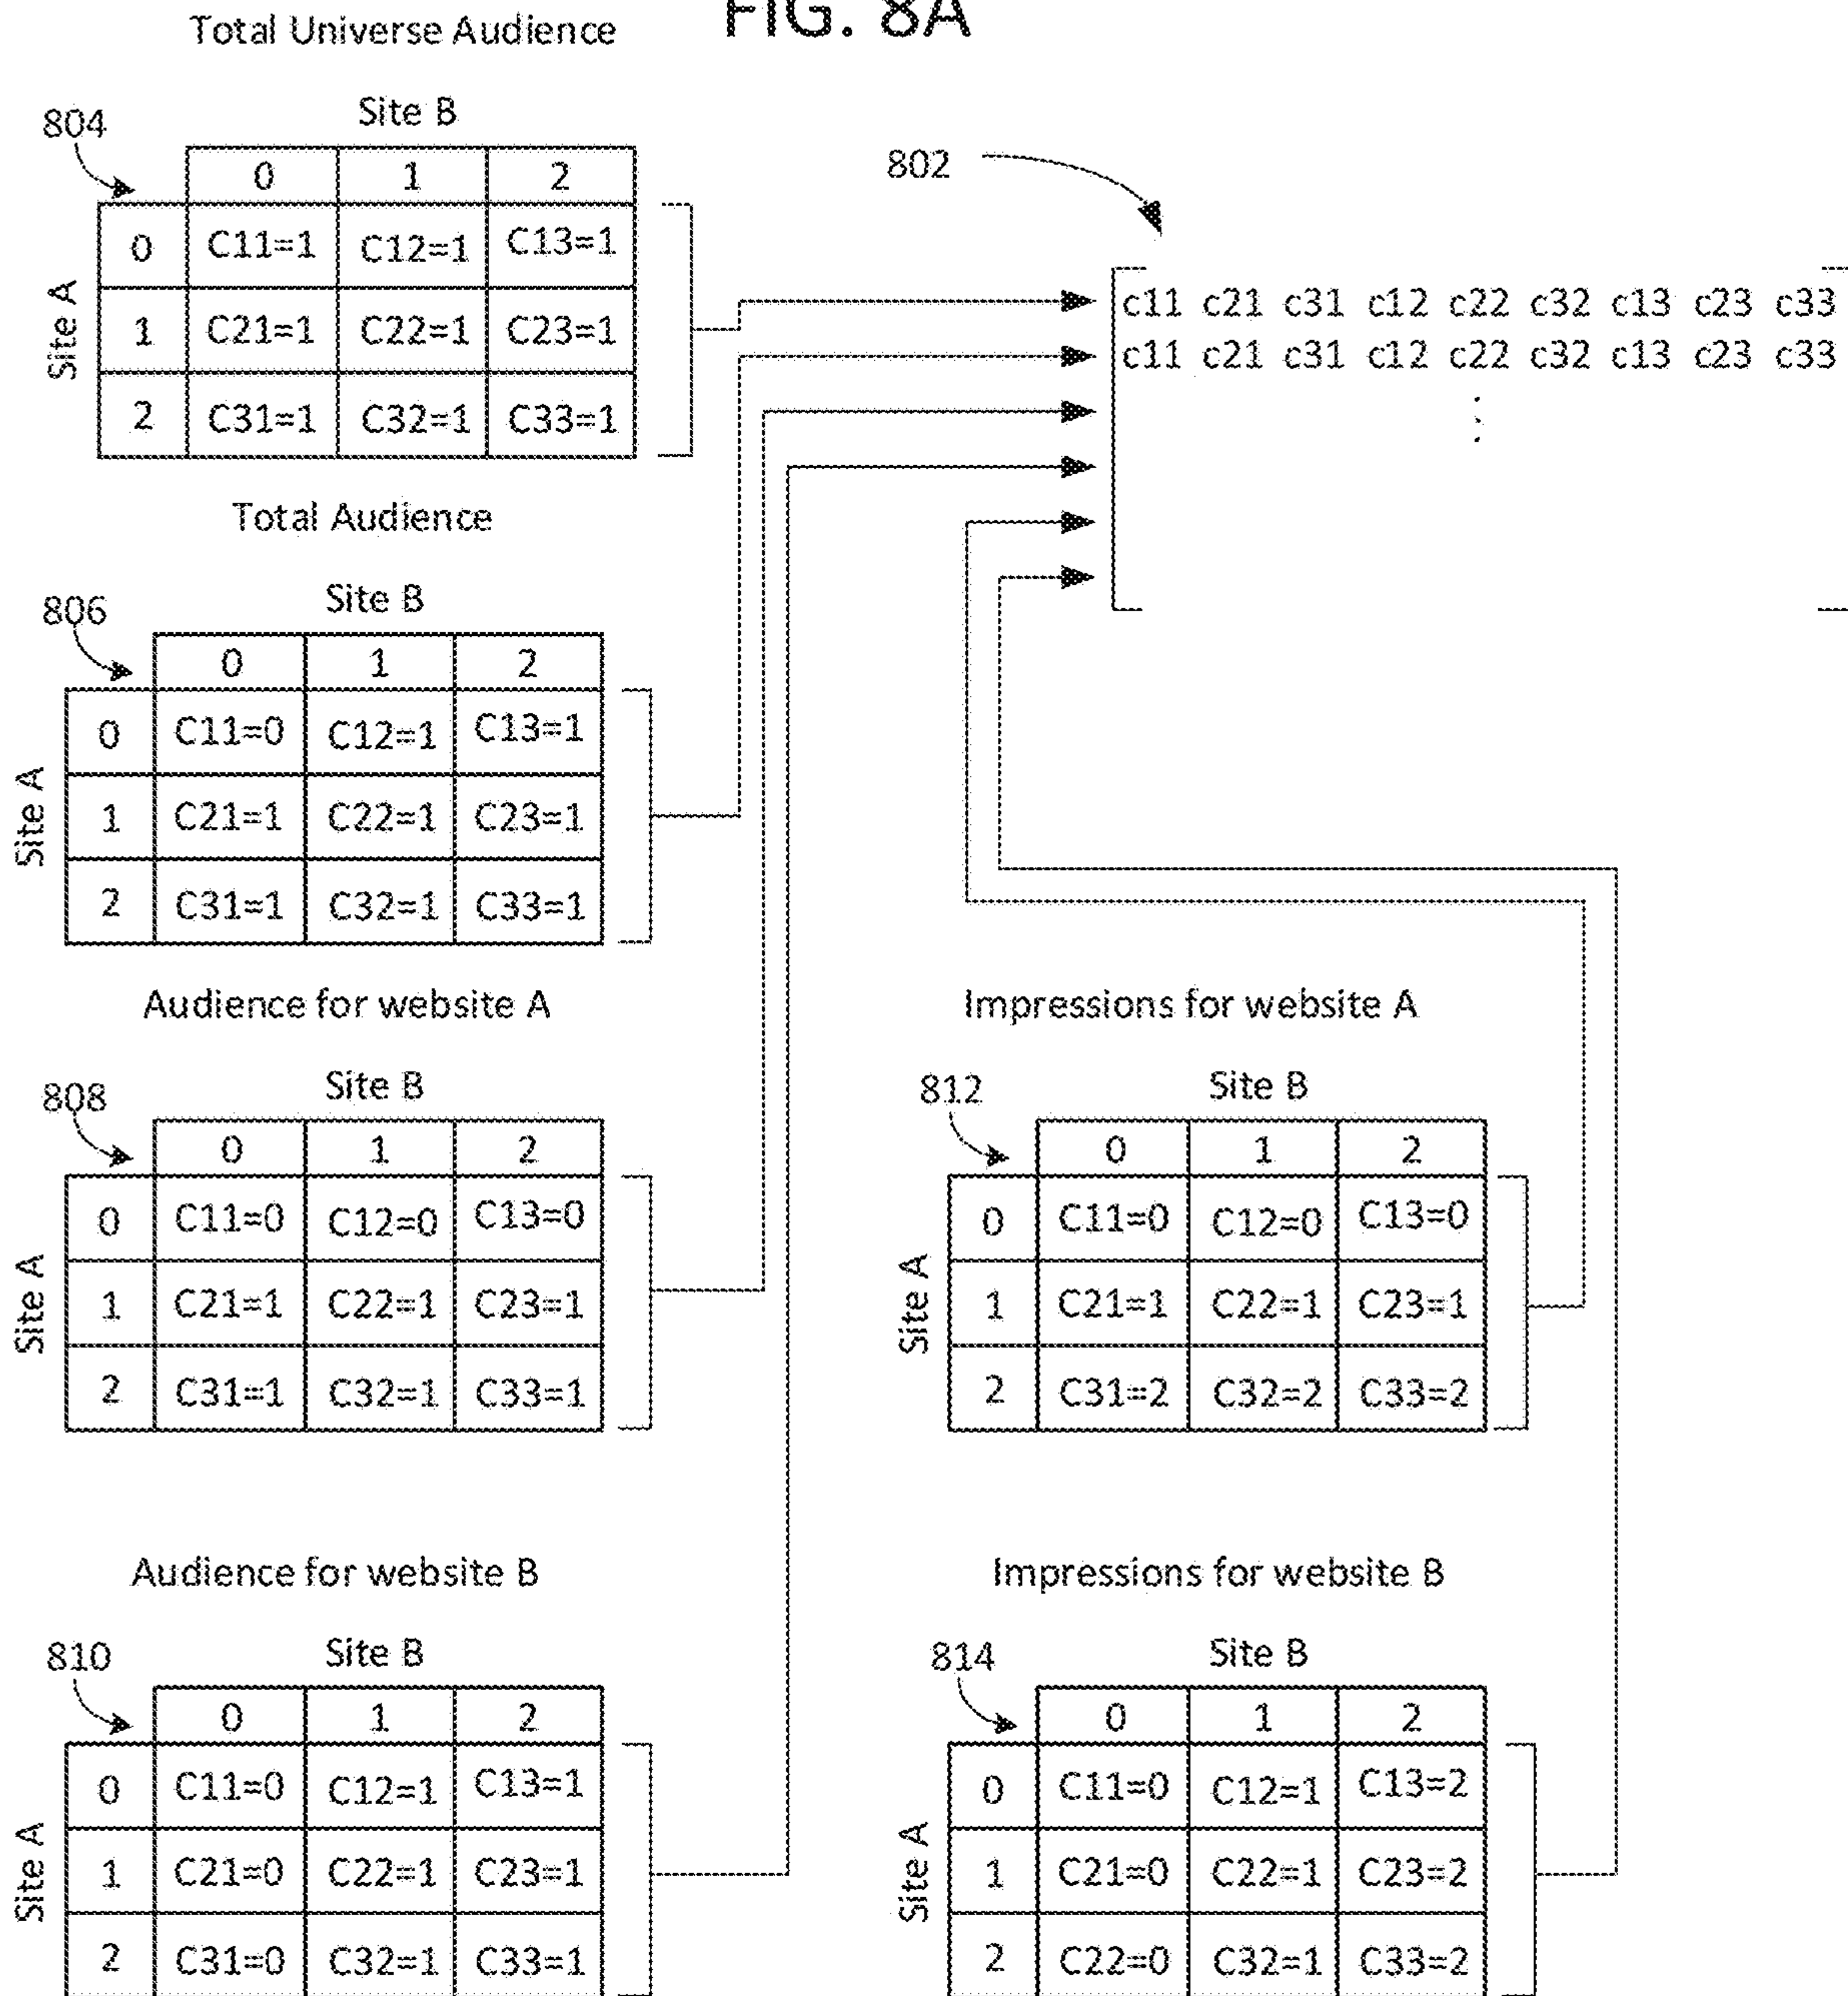 FIG. 8A
Total Universe Audience
804
Site B
0 1 2
Site A
0 C11=1 C12=1 C13=1
1 C21=1 C22=1 C23=1
2 C31=1 C32=1 C33=1
802
c11 c21 c31 c12 c22 c32 c13 c23 c33
c11 c21 c31 c12 c22 c32 c13 c23 c33
Total Audience
806
Site B
0 1 2
Site A
0 C11=0 C12=1 C13=1
1 C21=1 C22=1 C23=1
2 C31=1 C32=1 C33=1
Audience for website A
808
Site B
0 1 2
Site A
0 C11=0 C12=0 C13=0
1 C21=1 C22=1 C23=1
2 C31=1 C32=1 C33=1
Impressions for website A
812
Site B
0 1 2
Site A
0 C11=0 C12=0 C13=0
1 C21=1 C22=1 C23=1
2 C31=2 C32=2 C33=2
Audience for website B
810
Site B
0 1 2
Site A
0 C11=0 C12=1 C13=1
1 C21=0 C22=1 C23=1
2 C31=0 C32=1 C33=1
Impressions for website B
814
Site B
0 1 2
Site A
0 C11=0 C12=1 C13=2
1 C21=0 C22=1 C23=2
2 C22=0 C32=1 C33=2